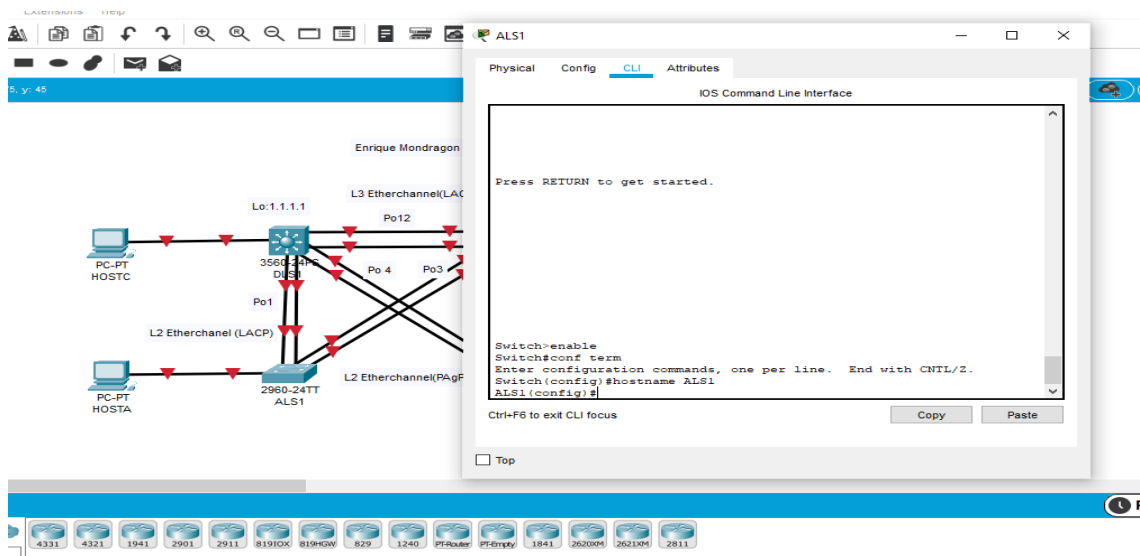 Extensions Help
5, y: 45
Enrique Mondragon
L3 Etherchannel(LAC
Lo:1.1.1.1
Po12
PC-PT
HOSTC
3560-24PS
DLS1
Po 4
Po3
Po1
L2 Etherchanel (LACP)
L2 Etherchannel(PAgP
PC-PT
HOSTA
2960-24TT
ALS1
ALS1
Physical Config CLI Attributes
IOS Command Line Interface
Press RETURN to get started.
Switch>enable
Switch#conf term
Enter configuration commands, one per line. End with CNTL/Z.
Switch(config)#hostname ALS1
ALS1(config)#
Ctrl+F6 to exit CLI focus
Copy
Paste
Top
4331 4321 1941 2901 2911 819IOX 819HGW 829 1240 PT-Router PT-Empty 1841 2620XM 2621XM 2811